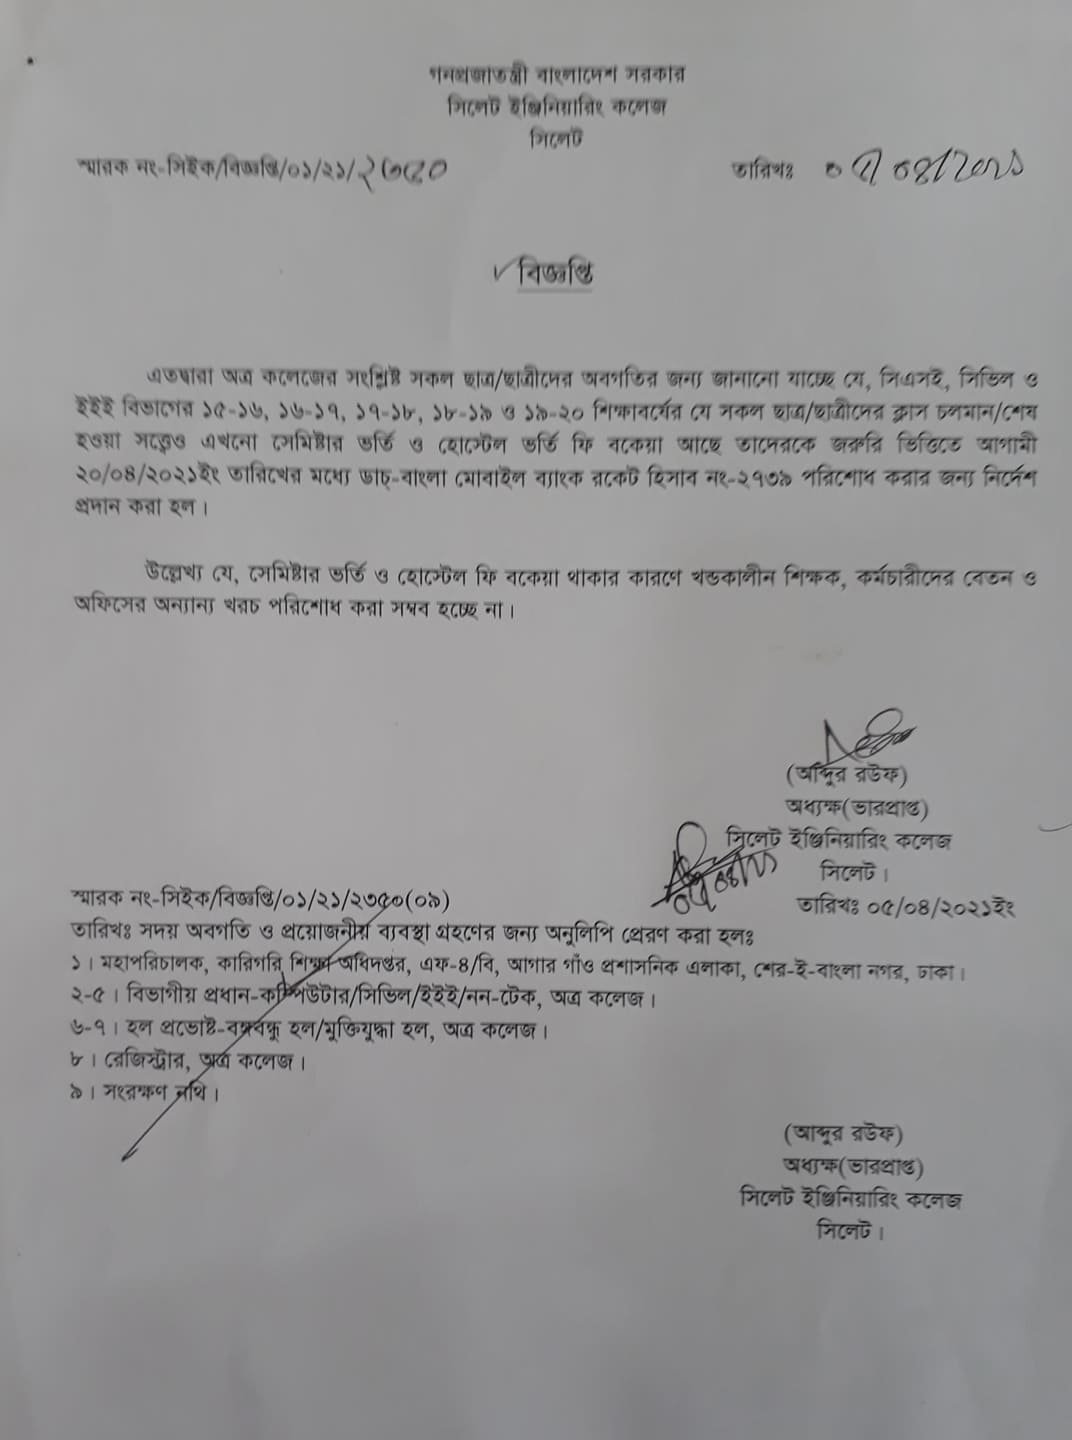 গনপ্রজাতন্ত্রী বাংলাদেশ সরকার
সিলেট ইঞ্জিনিয়ারিং কলেজ
সিলেট
স্মারক নং-সিইক/বিজ্ঞপ্তি/০১/২১/২৩৫০ তারিখঃ ০৫/০৪/২০২১
বিজ্ঞপ্তি
এতদ্বারা অত্র কলেজের সংশ্লিষ্ট সকল ছাত্র/ছাত্রীদের অবগতির জন্য জানানো যাচ্ছে যে, সিএসই, সিভিল ও
ইইই বিভাগের ১৫-১৬, ১৬-১৭, ১৭-১৮, ১৮-১৯ ও ১৯-২০ শিক্ষাবর্ষের যে সকল ছাত্র/ছাত্রীদের ক্লাস চলমান/শেষ
হওয়া সত্ত্বেও এখনো সেমিষ্টার ভর্তি ও হোস্টেল ভর্তি ফি বকেয়া আছে তাদেরকে জরুরি ভিত্তিতে আগামী
২০/০৪/২০২১ইং তারিখের মধ্যে ডাচ্-বাংলা মোবাইল ব্যাংক রকেট হিসাব নং-২৭৩৯ পরিশোধ করার জন্য নির্দেশ
প্রদান করা হল।
উল্লেখ্য যে, সেমিষ্টার ভর্তি ও হোস্টেল ফি বকেয়া থাকার কারণে খন্ডকালীন শিক্ষক, কর্মচারীদের বেতন ও
অফিসের অন্যান্য খরচ পরিশোধ করা সম্বব হচ্ছে না।
(আব্দুর রউফ)
অধ্যক্ষ(ভারপ্রাপ্ত)
সিলেট ইঞ্জিনিয়ারিং কলেজ
সিলেট।
স্মারক নং-সিইক/বিজ্ঞপ্তি/০১/২১/২৩৫০(০৯) তারিখঃ ০৫/০৪/২০২১ইং
তারিখঃ সদয় অবগতি ও প্রয়োজনীয় ব্যবস্থা গ্রহণের জন্য অনুলিপি প্রেরণ করা হলঃ
১। মহাপরিচালক, কারিগরি শিক্ষা অধিদপ্তর, এফ-৪/বি, আগার গাঁও প্রশাসনিক এলাকা, শের-ই-বাংলা নগর, ঢাকা।
২-৫। বিভাগীয় প্রধান-কম্পিউটার/সিভিল/ইইই/নন-টেক, অত্র কলেজ।
৬-৭। হল প্রভোষ্ট-বঙ্গবন্ধু হল/মুক্তিযুদ্ধা হল, অত্র কলেজ।
৮। রেজিস্ট্রার, অত্র কলেজ।
৯। সংরক্ষণ নথি।
(আব্দুর রউফ)
অধ্যক্ষ(ভারপ্রাপ্ত)
সিলেট ইঞ্জিনিয়ারিং কলেজ
সিলেট।